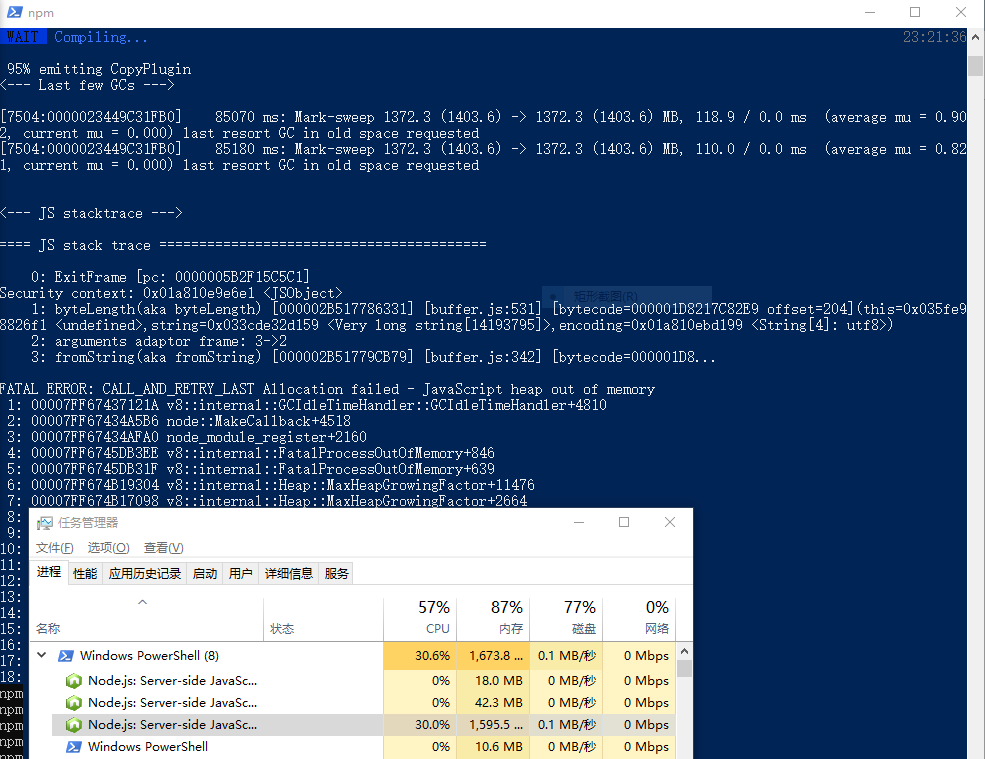 npm
WAIT Compiling... 23:21:36
95% emitting CopyPlugin
<--- Last few GCs --->
[7504:0000023449C31FB0] 85070 ms: Mark-sweep 1372.3 (1403.6) -> 1372.3 (1403.6) MB, 118.9 / 0.0 ms (average mu = 0.90
2, current mu = 0.000) last resort GC in old space requested
[7504:0000023449C31FB0] 85180 ms: Mark-sweep 1372.3 (1403.6) -> 1372.3 (1403.6) MB, 110.0 / 0.0 ms (average mu = 0.82
1, current mu = 0.000) last resort GC in old space requested
<--- JS stacktrace --->
==== JS stack trace =========================================
0: ExitFrame [pc: 0000005B2F15C5C1]
Security context: 0x01a810e9e6e1 <JSObject>
矩形截图(R)
1: byteLength(aka byteLength) [000002B517786331] [buffer.js:531] [bytecode=000001D8217C82E9 offset=204](this=0x035fe9
8826f1 <undefined>,string=0x033cde32d159 <Very long string[14193795]>,encoding=0x01a810ebd199 <String[4]: utf8>)
2: arguments adaptor frame: 3->2
3: fromString(aka fromString) [000002B51779CB79] [buffer.js:342] [bytecode=000001D8...
FATAL ERROR: CALL_AND_RETRY_LAST Allocation failed - JavaScript heap out of memory
1: 00007FF67437121A v8::internal::GCIdleTimeHandler::GCIdleTimeHandler+4810
2: 00007FF67434A5B6 node::MakeCallback+4518
3: 00007FF67434AFA0 node_module_register+2160
4: 00007FF6745DB3EE v8::internal::FatalProcessOutOfMemory+846
5: 00007FF6745DB31F v8::internal::FatalProcessOutOfMemory+639
6: 00007FF674B19304 v8::internal::Heap::MaxHeapGrowingFactor+11476
7: 00007FF674B17098 v8::internal::Heap::MaxHeapGrowingFactor+2664
8:
9:
10:
11:
12:
13:
14:
15:
16:
17:
18:
npm
npm
npm
npm
npm
任务管理器
文件(F) 选项(O) 查看(V)
进程 性能 应用历史记录 启动 用户 详细信息 服务
57% 87% 77% 0%
名称 状态 CPU 内存 磁盘 网络
Windows PowerShell (8) 30.6% 1,673.8 ... 0.1 MB/秒 0 Mbps
Node.js: Server-side JavaSc... 0% 18.0 MB 0 MB/秒 0 Mbps
Node.js: Server-side JavaSc... 0% 42.3 MB 0 MB/秒 0 Mbps
Node.js: Server-side JavaSc... 30.0% 1,595.5 ... 0.1 MB/秒 0 Mbps
Windows PowerShell 0% 10.6 MB 0 MB/秒 0 Mbps